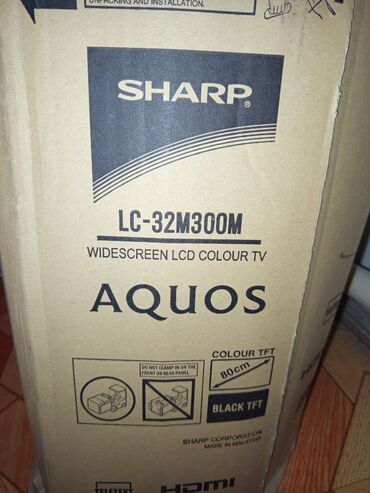 UNPACKING AND INSTALLATION.
SHARP®
LC-32M300M
WIDESCREEN LCD COLOUR TV
AQUOS
DO NOT CLAMP IN ON THE
FRONT OR REAR PANEL
COLOUR TFT
80cm
BLACK TFT
SHARP CORPORATION
MADE IN MALAYSIA
TELETEXT
HDMI